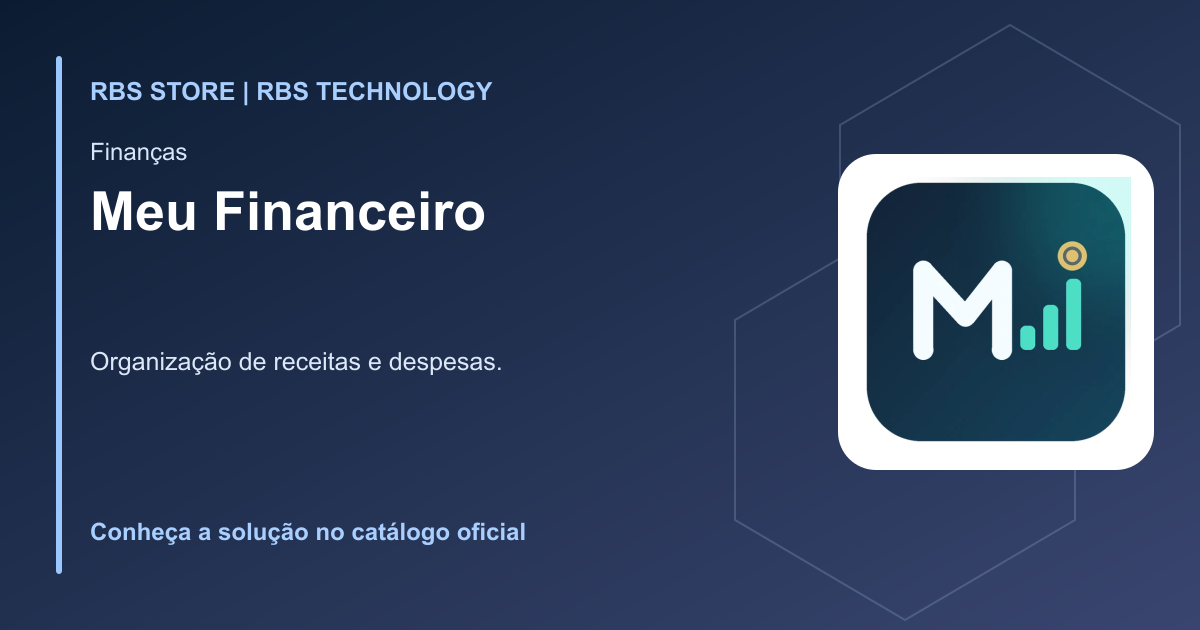 RBS STORE | RBS TECHNOLOGY
Finanças
Meu Financeiro
Organização de receitas e despesas.
Conheça a solução no catálogo oficial
M